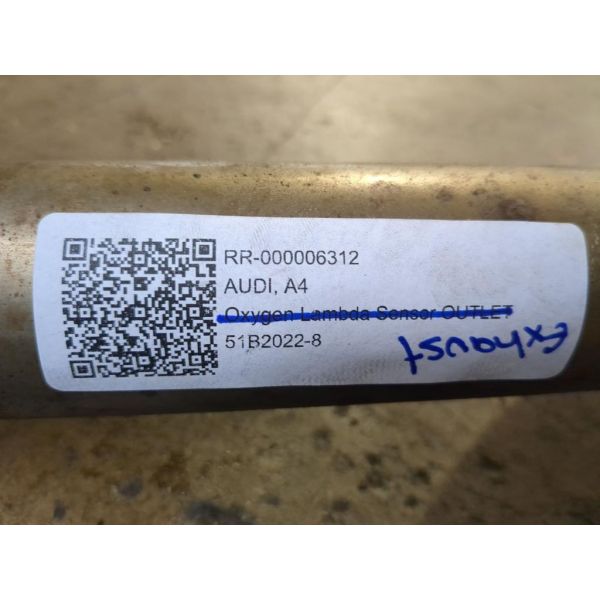 RR-000006312
AUDI, A4
Oxygen Lambda Sensor OUTLET
51B2022-8
Exhaust